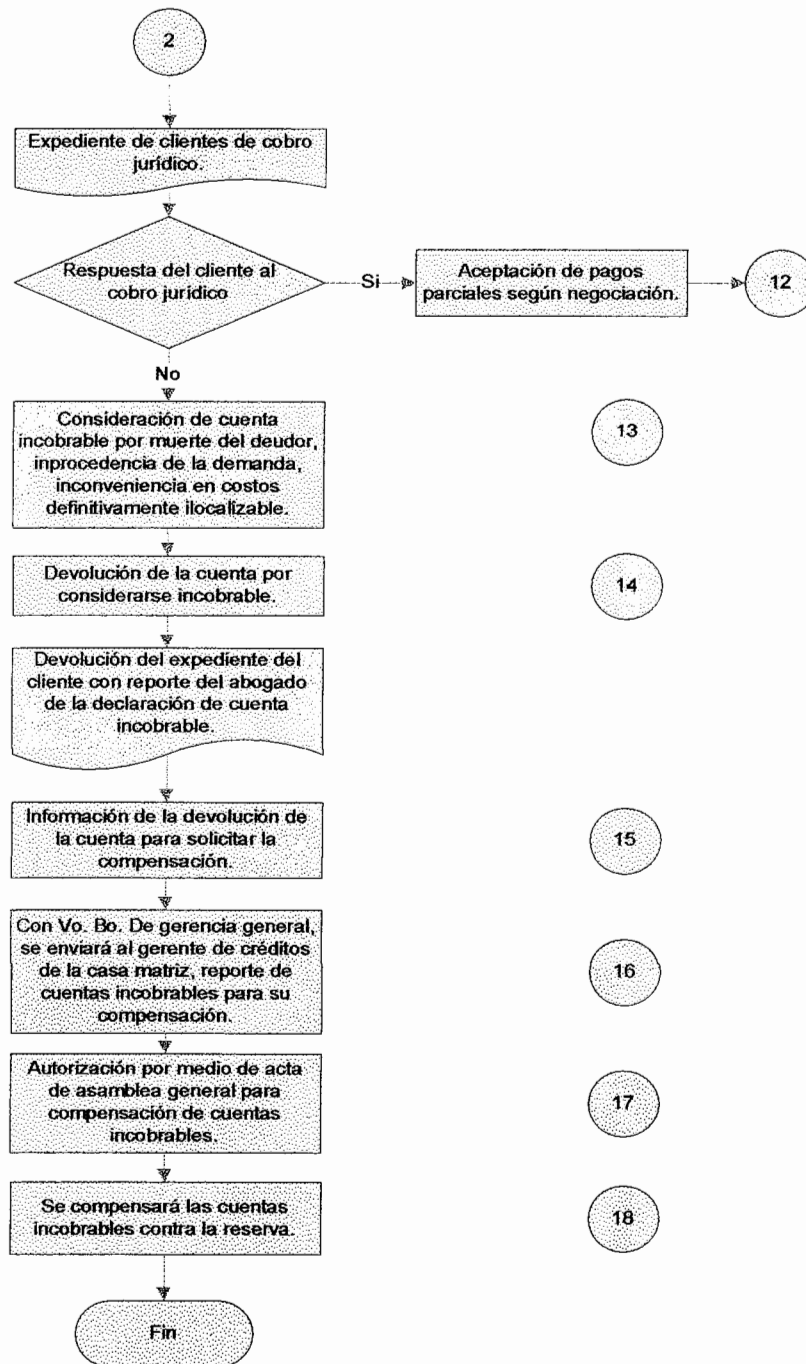 2
Expediente de clientes de cobro
jurídico.
Respuesta del cliente al
cobro jurídico
Si
Aceptación de pagos
parciales según negociación.
12
No
Consideración de cuenta
incobrable por muerte del deudor,
inprocedencia de la demanda,
inconveniencia en costos
definitivamente ilocalizable.
13
Devolución de la cuenta por
considerarse incobrable.
14
Devolución del expediente del
cliente con reporte del abogado
de la declaración de cuenta
incobrable.
Información de la devolución de
la cuenta para solicitar la
compensación.
15
Con Vo. Bo. De gerencia general,
se enviará al gerente de créditos
de la casa matriz, reporte de
cuentas incobrables para su
compensación.
16
Autorización por medio de acta
de asamblea general para
compensación de cuentas
incobrables.
17
Se compensará las cuentas
incobrables contra la reserva.
18
Fin